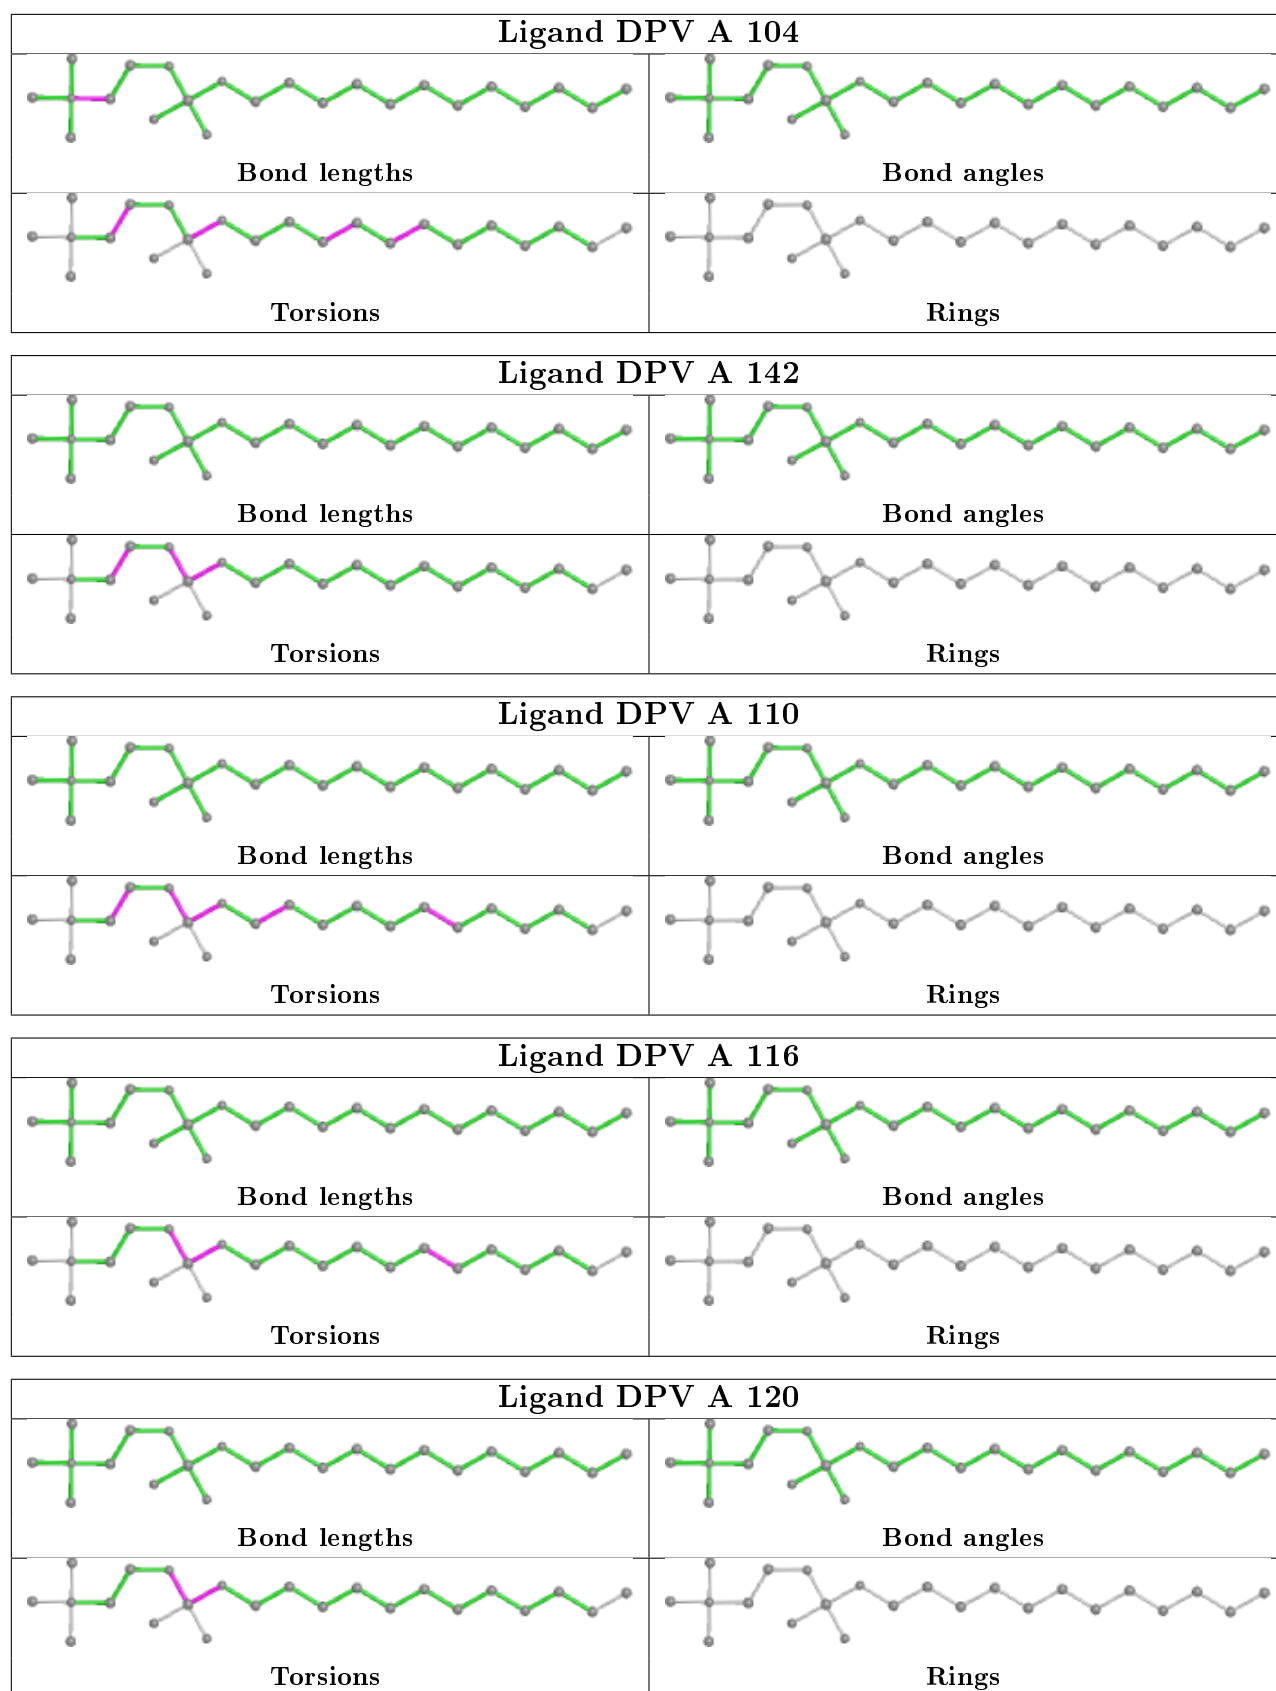 Ligand DPV A 104
Bond lengths
Bond angles
Torsions
Rings
Ligand DPV A 142
Bond lengths
Bond angles
Torsions
Rings
Ligand DPV A 110
Bond lengths
Bond angles
Torsions
Rings
Ligand DPV A 116
Bond lengths
Bond angles
Torsions
Rings
Ligand DPV A 120
Bond lengths
Bond angles
Torsions
Rings